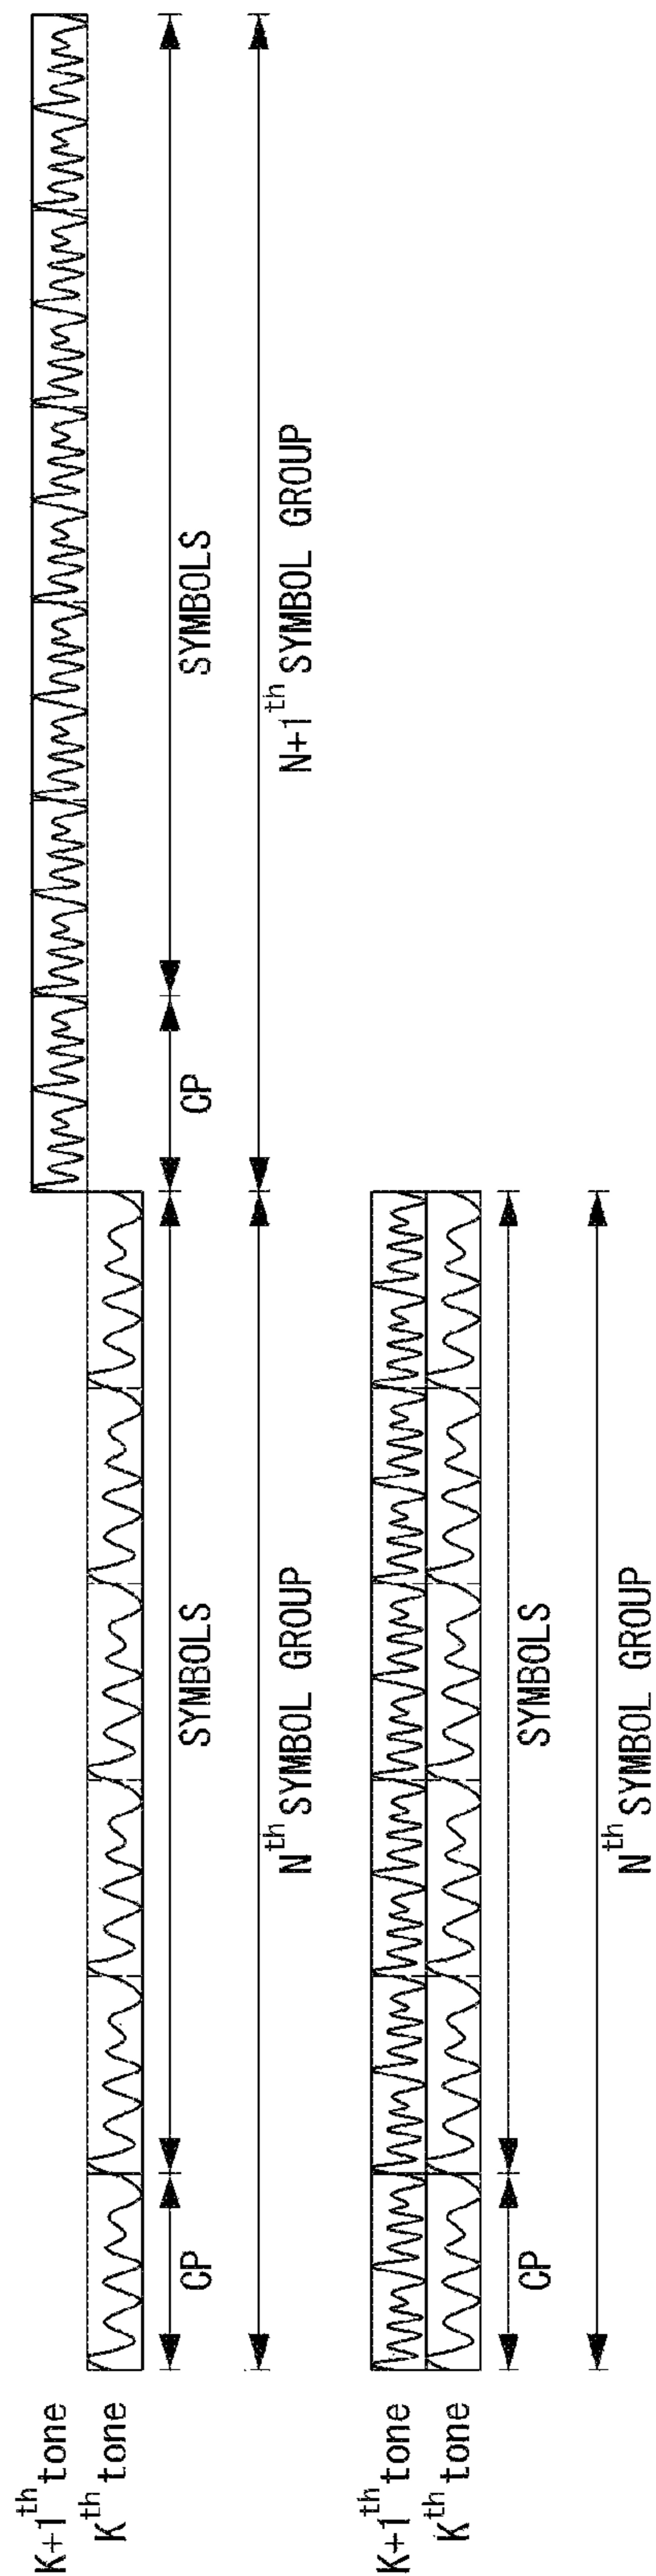 K+1th tone
Kth tone
CP
SYMBOLS
CP
SYMBOLS
Nth SYMBOL GROUP
N+1th SYMBOL GROUP
K+1th tone
Kth tone
CP
SYMBOLS
Nth SYMBOL GROUP